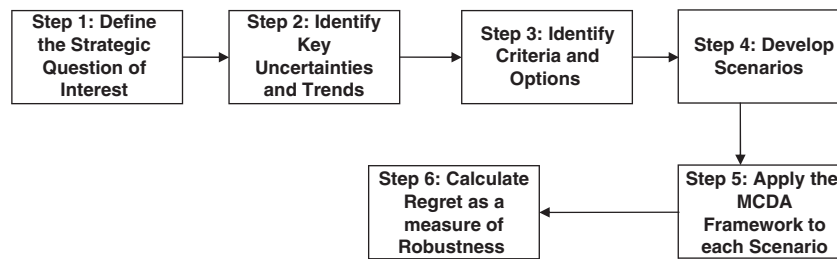 Step 1: Define
the Strategic
Question of
Interest
Step 2: Identify
Key
Uncertainties
and Trends
Step 3: Identify
Criteria and
Options
Step 4: Develop
Scenarios
Step 5: Apply the
MCDA
Framework to
each Scenario
Step 6: Calculate
Regret as a
measure of
Robustness